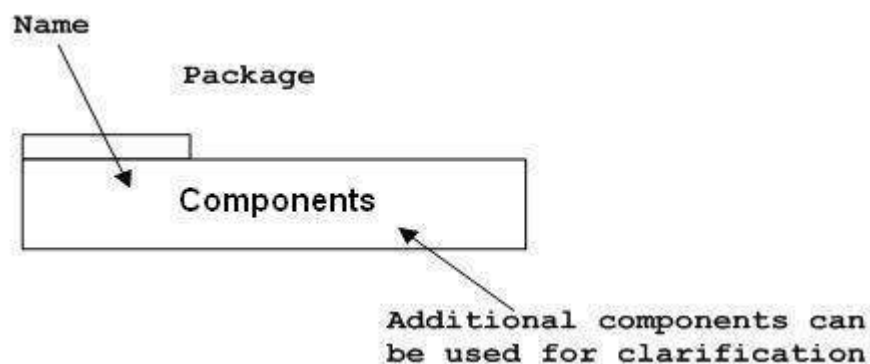 Name
Package
Components
Additional components can
be used for clarification